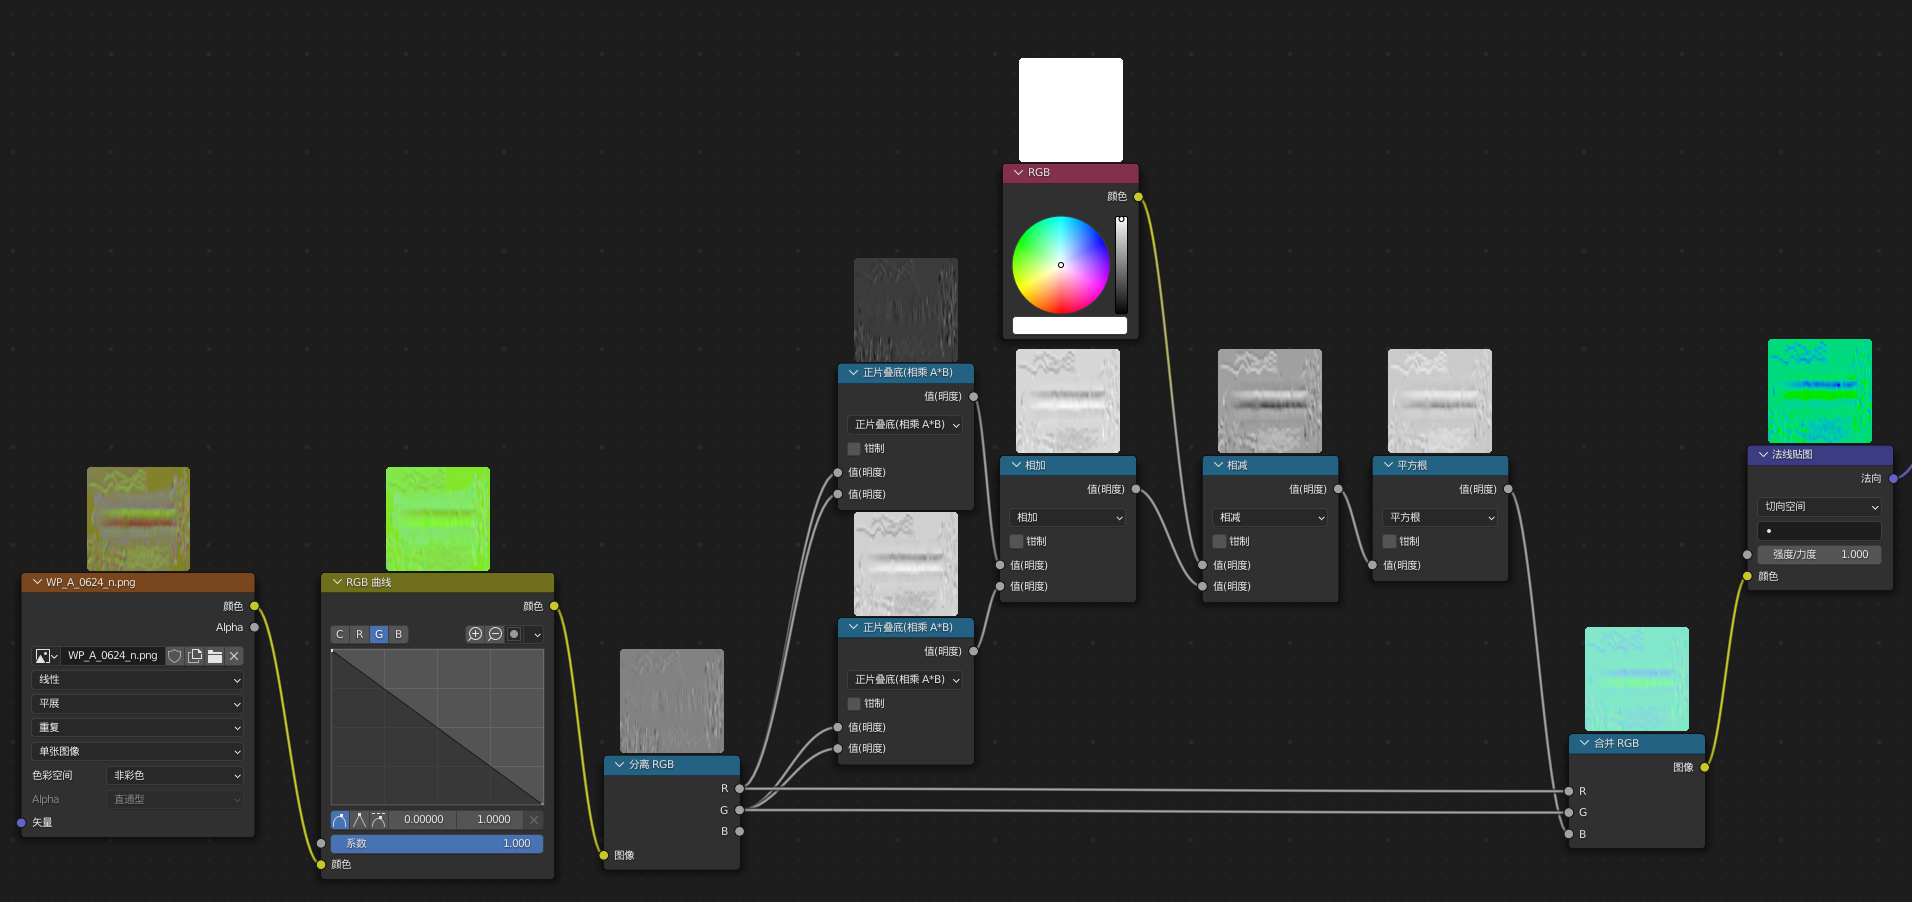 WP_A_0624_n.png
颜色
Alpha
WP_A_0624_n.png
线性
平展
重复
单张图像
色彩空间 非彩色
Alpha 直通型
矢量
RGB 曲线
颜色
C R G B
0.00000 1.0000
系数 1.000
颜色
分离 RGB
R
G
B
图像
正片叠底(相乘 A*B)
值(明度)
正片叠底(相乘 A*B)
钳制
值(明度)
值(明度)
正片叠底(相乘 A*B)
值(明度)
正片叠底(相乘 A*B)
钳制
值(明度)
值(明度)
RGB
颜色
相加
值(明度)
相加
钳制
值(明度)
值(明度)
相减
值(明度)
相减
钳制
值(明度)
值(明度)
平方根
值(明度)
平方根
钳制
值(明度)
合并 RGB
图像
R
G
B
法线贴图
法向
切向空间
强度/力度 1.000
颜色